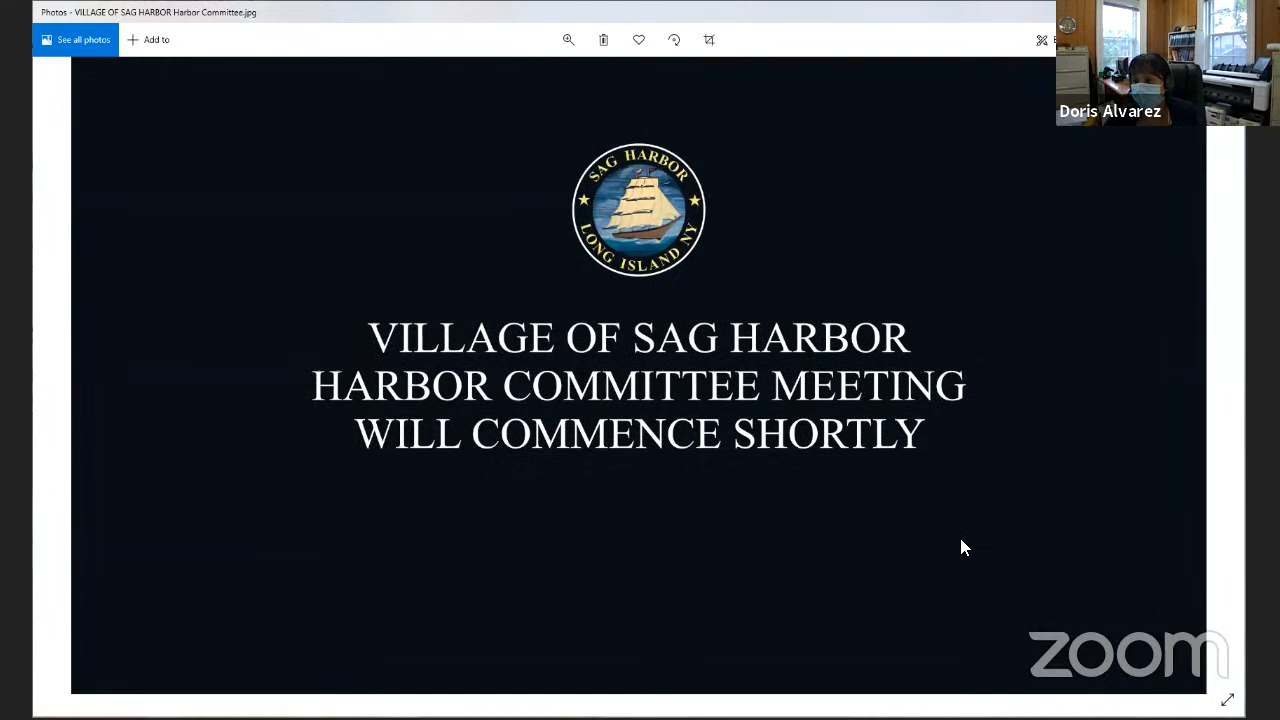 Photos - VILLAGE OF SAG HARBOR Harbor Committee.jpg
See all photos
Add to
Doris Alvarez
SAG HARBOR
LONG ISLAND NY
VILLAGE OF SAG HARBOR
HARBOR COMMITTEE MEETING
WILL COMMENCE SHORTLY
zoom